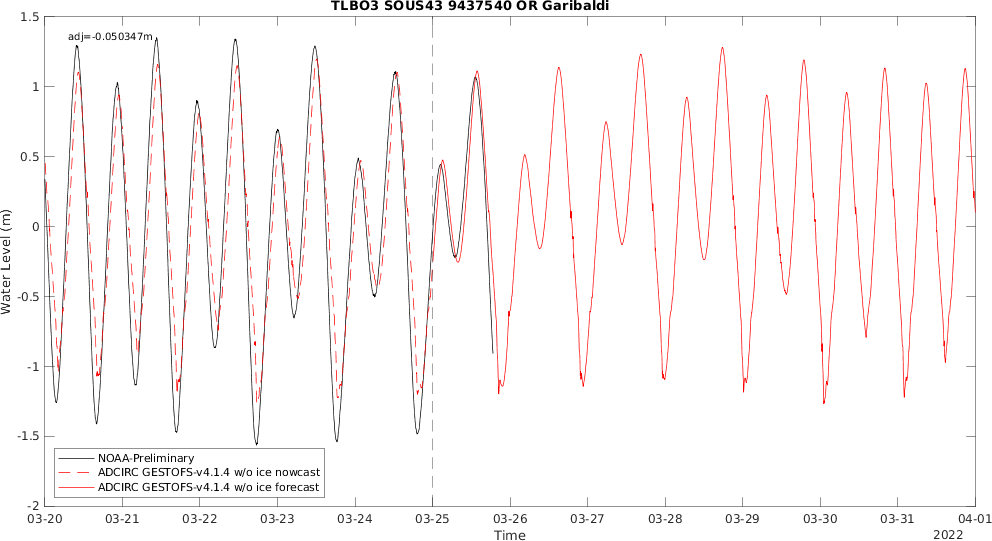 TLBO3 SOUS43 9437540 OR Garibaldi
adj=-0.050347m
1.5
1
0.5
0
-0.5
-1
-1.5
-2
Water Level (m)
NOAA-Preliminary
ADCIRC GESTOFS-v4.1.4 w/o ice nowcast
ADCIRC GESTOFS-v4.1.4 w/o ice forecast
03-20 03-21 03-22 03-23 03-24 03-25 03-26 03-27 03-28 03-29 03-30 03-31 04-01
Time
2022